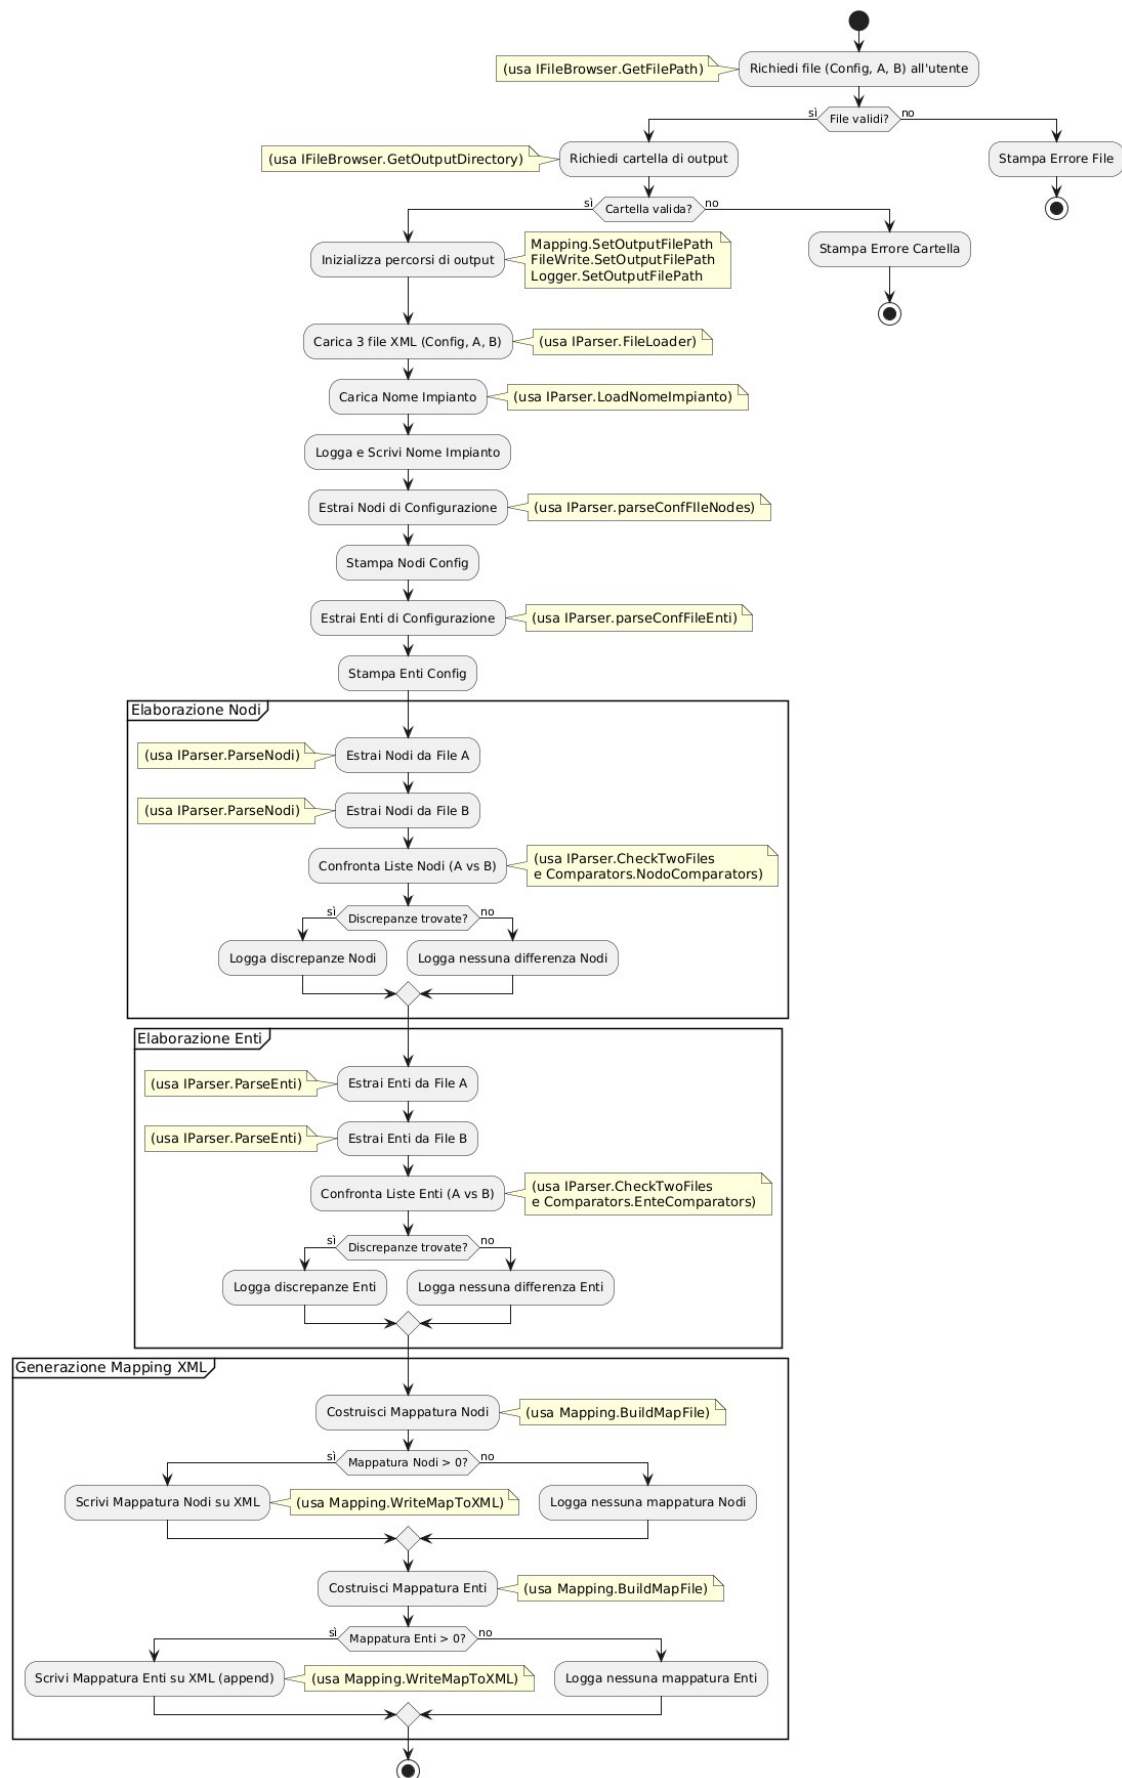 (usa IFileBrowser.GetFilePath)
Richiedi file (Config, A, B) all'utente
sì
File validi?
no
(usa IFileBrowser.GetOutputDirectory)
Richiedi cartella di output
Stampa Errore File
sì
Cartella valida?
no
Inizializza percorsi di output
Mapping.SetOutputFilePath
FileWrite.SetOutputFilePath
Logger.SetOutputFilePath
Stampa Errore Cartella
Carica 3 file XML (Config, A, B)
(usa IParser.FileLoader)
Carica Nome Impianto
(usa IParser.LoadNomeImpianto)
Logga e Scrivi Nome Impianto
Estrai Nodi di Configurazione
(usa IParser.parseConfFIleNodes)
Stampa Nodi Config
Estrai Enti di Configurazione
(usa IParser.parseConfFileEnti)
Stampa Enti Config
Elaborazione Nodi
(usa IParser.ParseNodi)
Estrai Nodi da File A
(usa IParser.ParseNodi)
Estrai Nodi da File B
Confronta Liste Nodi (A vs B)
(usa IParser.CheckTwoFiles
e Comparators.NodoComparators)
sì
Discrepanze trovate?
no
Logga discrepanze Nodi
Logga nessuna differenza Nodi
Elaborazione Enti
(usa IParser.ParseEnti)
Estrai Enti da File A
(usa IParser.ParseEnti)
Estrai Enti da File B
Confronta Liste Enti (A vs B)
(usa IParser.CheckTwoFiles
e Comparators.EnteComparators)
sì
Discrepanze trovate?
no
Logga discrepanze Enti
Logga nessuna differenza Enti
Generazione Mapping XML
Costruisci Mappatura Nodi
(usa Mapping.BuildMapFile)
sì
Mappatura Nodi > 0?
no
Scrivi Mappatura Nodi su XML
(usa Mapping.WriteMapToXML)
Logga nessuna mappatura Nodi
Costruisci Mappatura Enti
(usa Mapping.BuildMapFile)
sì
Mappatura Enti > 0?
no
Scrivi Mappatura Enti su XML (append)
(usa Mapping.WriteMapToXML)
Logga nessuna mappatura Enti